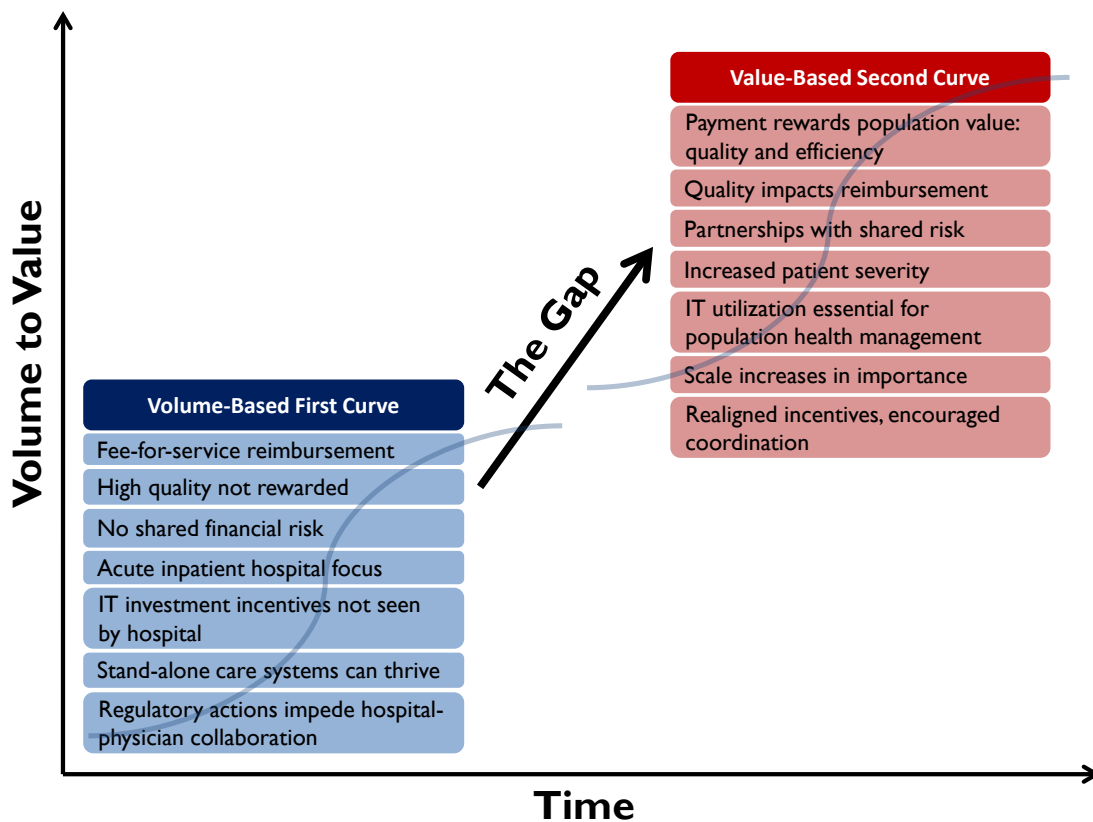 Volume to Value
Value-Based Second Curve
Payment rewards population value:
quality and efficiency
Quality impacts reimbursement
Partnerships with shared risk
Increased patient severity
IT utilization essential for
population health management
Scale increases in importance
Realigned incentives, encouraged
coordination
The Gap
Volume-Based First Curve
Fee-for-service reimbursement
High quality not rewarded
No shared financial risk
Acute inpatient hospital focus
IT investment incentives not seen
by hospital
Stand-alone care systems can thrive
Regulatory actions impede hospital-
physician collaboration
Time